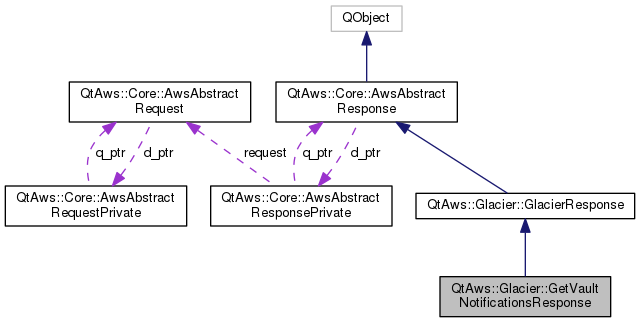 QObject
QtAws::Core::AwsAbstract
Request
QtAws::Core::AwsAbstract
Response
q_ptr
d_ptr
request
q_ptr
d_ptr
QtAws::Core::AwsAbstract
RequestPrivate
QtAws::Core::AwsAbstract
ResponsePrivate
QtAws::Glacier::GlacierResponse
QtAws::Glacier::GetVault
NotificationsResponse